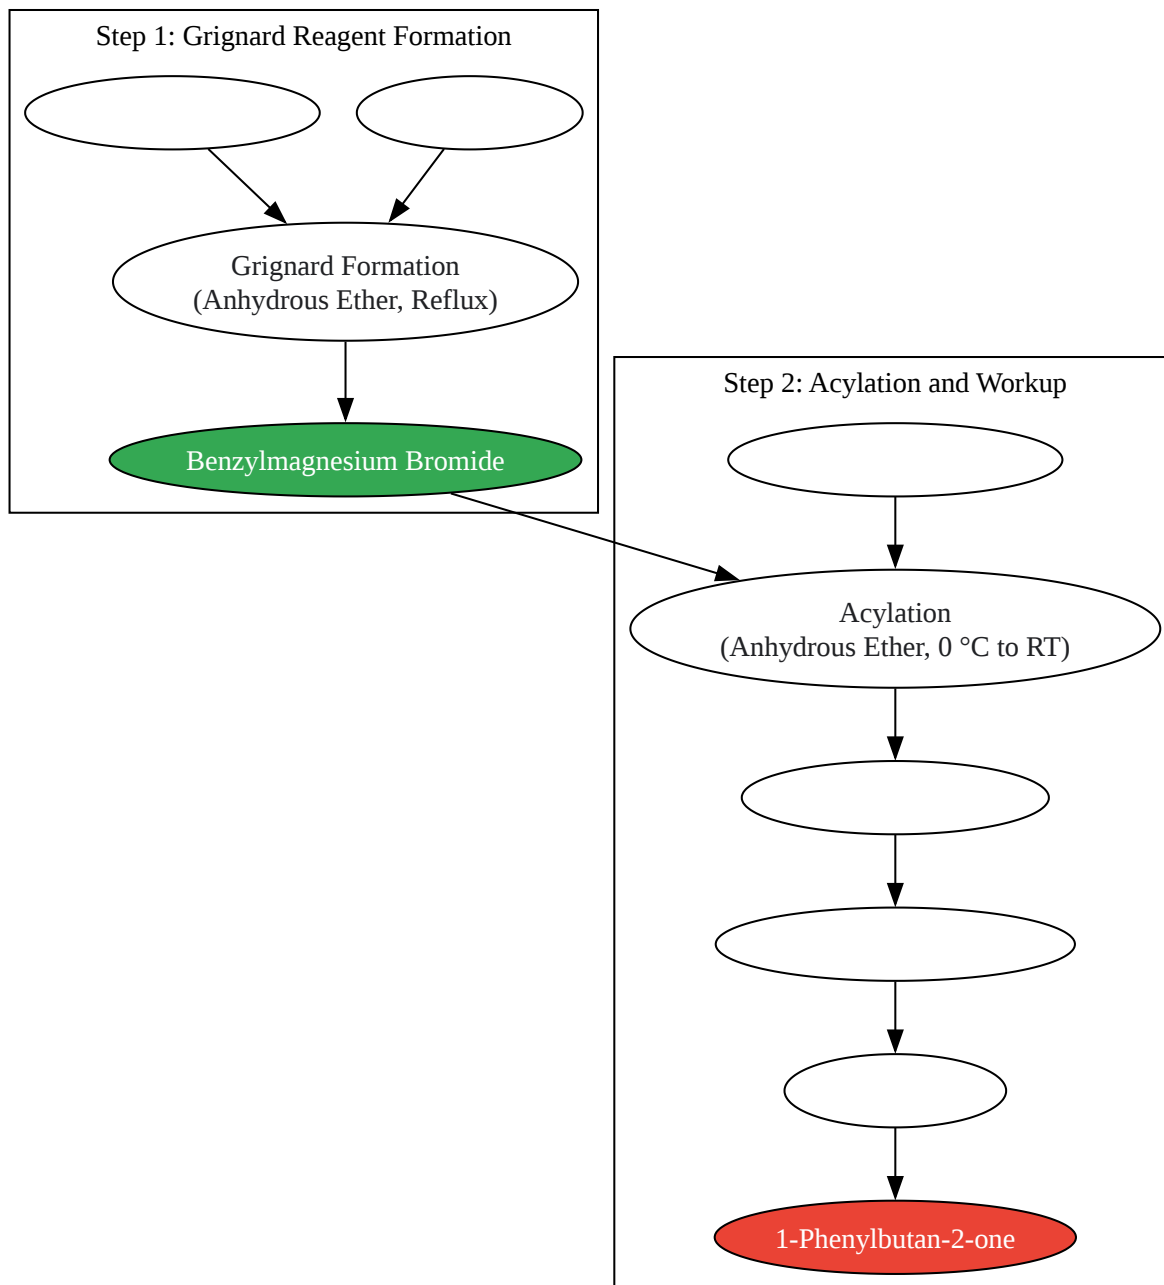 Step 1: Grignard Reagent Formation
Grignard Formation
(Anhydrous Ether, Reflux)
Benzylmagnesium Bromide
Step 2: Acylation and Workup
Acylation
(Anhydrous Ether, 0 °C to RT)
1-Phenylbutan-2-one